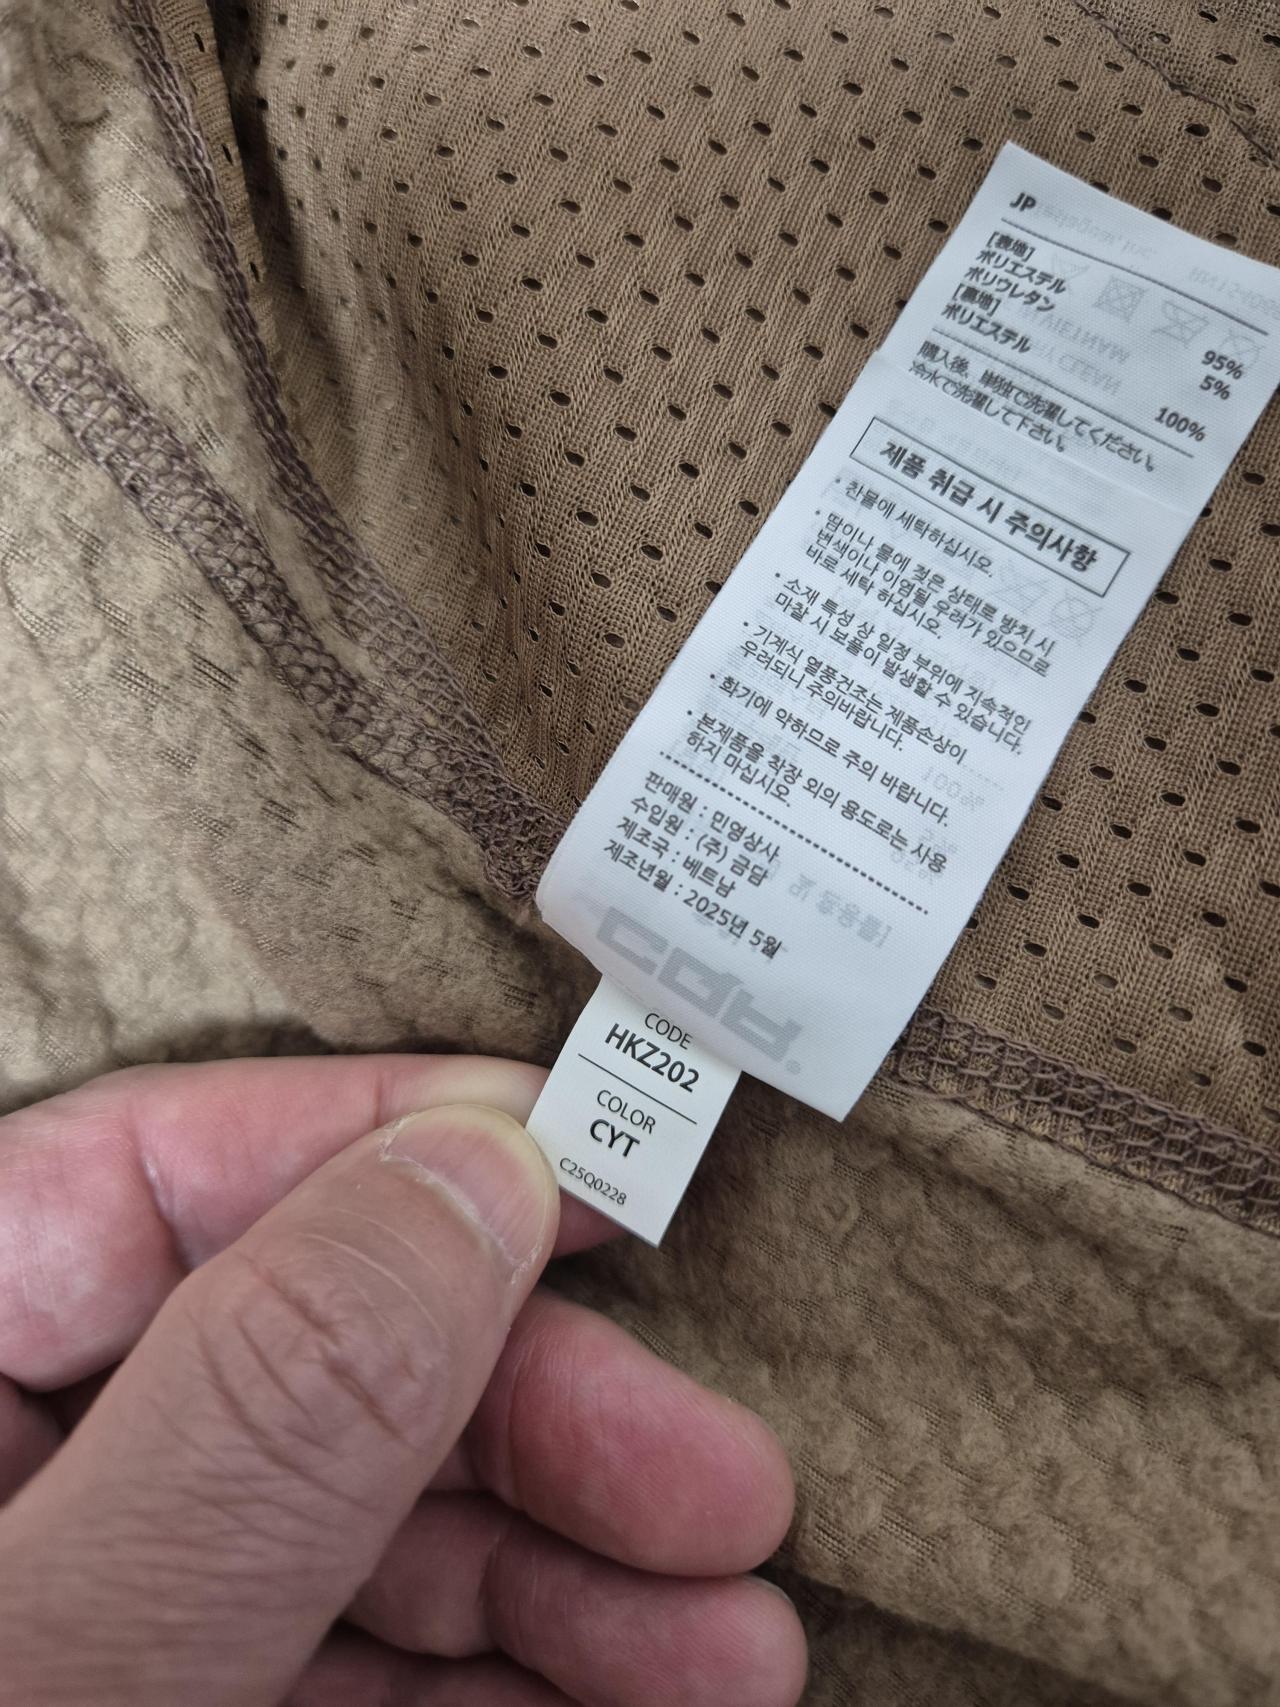 JP
[表地]
ポリエステル 95%
ポリウレタン 5%
[裏地]
ポリエステル 100%
購入後、単独で洗濯してください。
冷水で洗濯して下さい。
제품 취급 시 주의사항
• 찬물에 세탁하십시오.
• 땀이나 물에 젖은 상태로 방치 시
변색이나 이염될 우려가 있으므로
바로 세탁 하십시오.
• 소재 특성 상 일정 부위에 지속적인
마찰 시 보풀이 발생할 수 있습니다.
• 기계식 열풍건조는 제품손상이
우려되니 주의바랍니다.
• 화기에 약하므로 주의 바랍니다.
• 본제품을 착장 외의 용도로는 사용
하지 마십시오.
판매원 : 민영상사
수입원 : (주) 금담
제조국 : 베트남
제조년월 : 2025년 5월
CODE
HKZ202
COLOR
CYT
C25Q0228